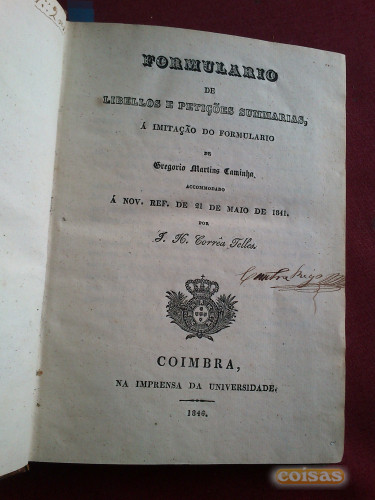 FORMULARIO
DE
LIBELLOS E PETIÇÕES SUMMARIAS,
Á IMITAÇÃO DO FORMULARIO
DE
Gregorio Martins Caminha.
ACCOMMODADO
Á NOV. REF. DE 21 DE MAIO DE 1841.
POR
J. H. Corrêa Telles.
COIMBRA,
NA IMPRENSA DA UNIVERSIDADE.
1846.
coisas